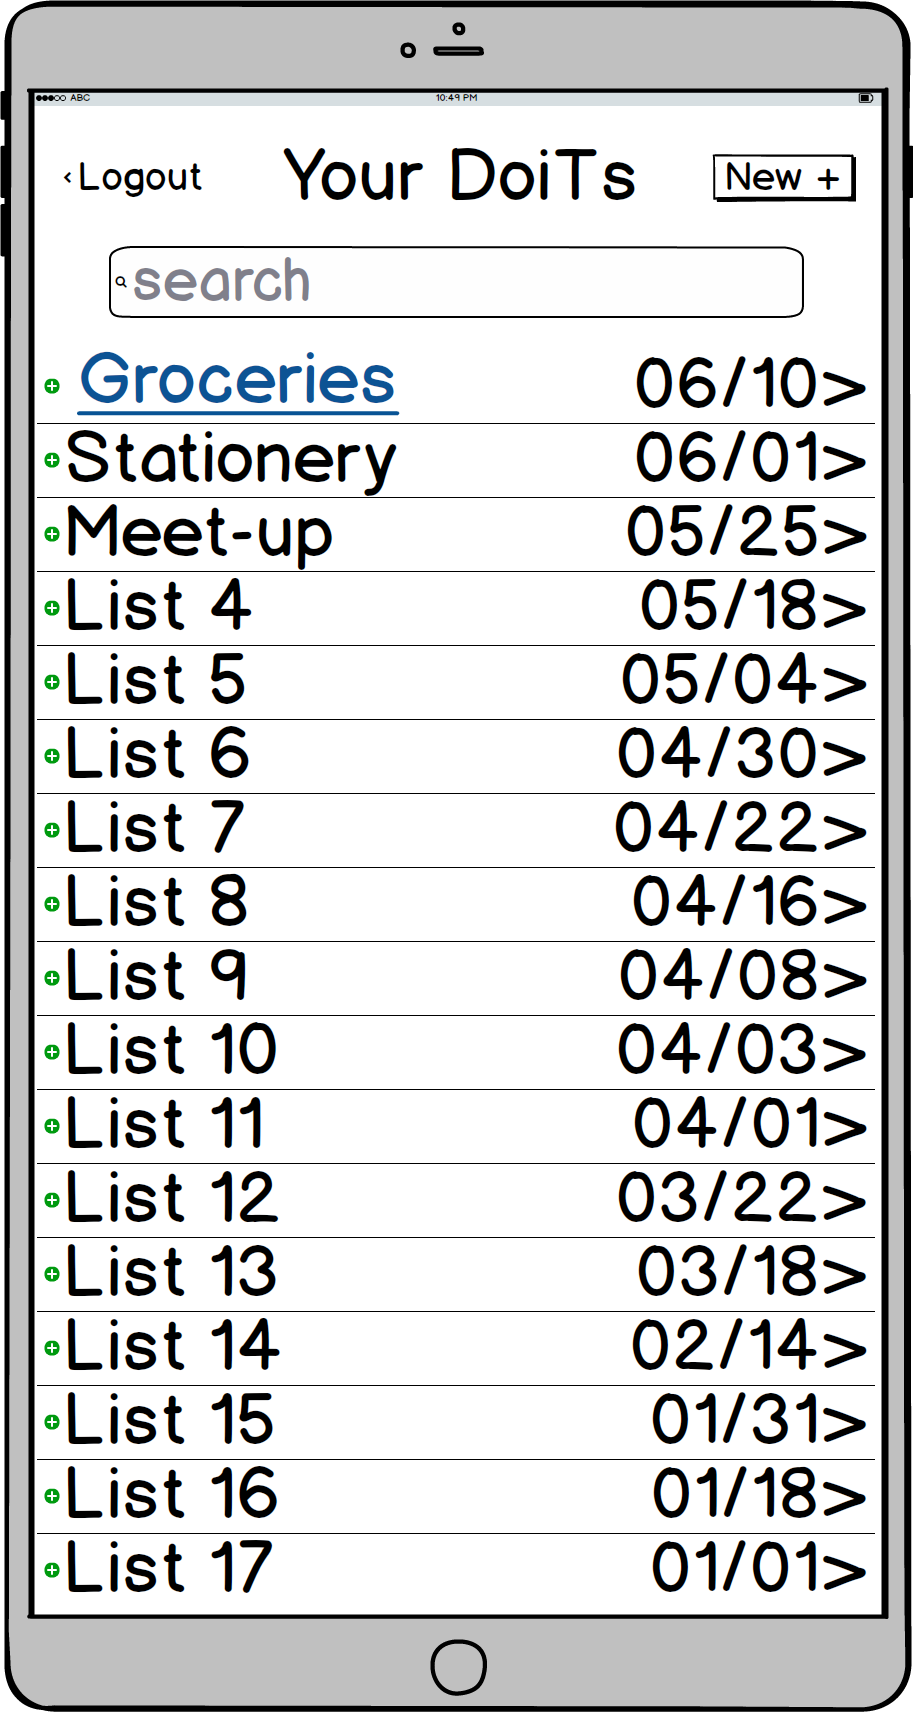 ABC 10:49 PM
‹ Logout Your DoiTs New +
search
Groceries 06/10>
Stationery 06/01>
Meet-up 05/25>
List 4 05/18>
List 5 05/04>
List 6 04/30>
List 7 04/22>
List 8 04/16>
List 9 04/08>
List 10 04/03>
List 11 04/01>
List 12 03/22>
List 13 03/18>
List 14 02/14>
List 15 01/31>
List 16 01/18>
List 17 01/01>